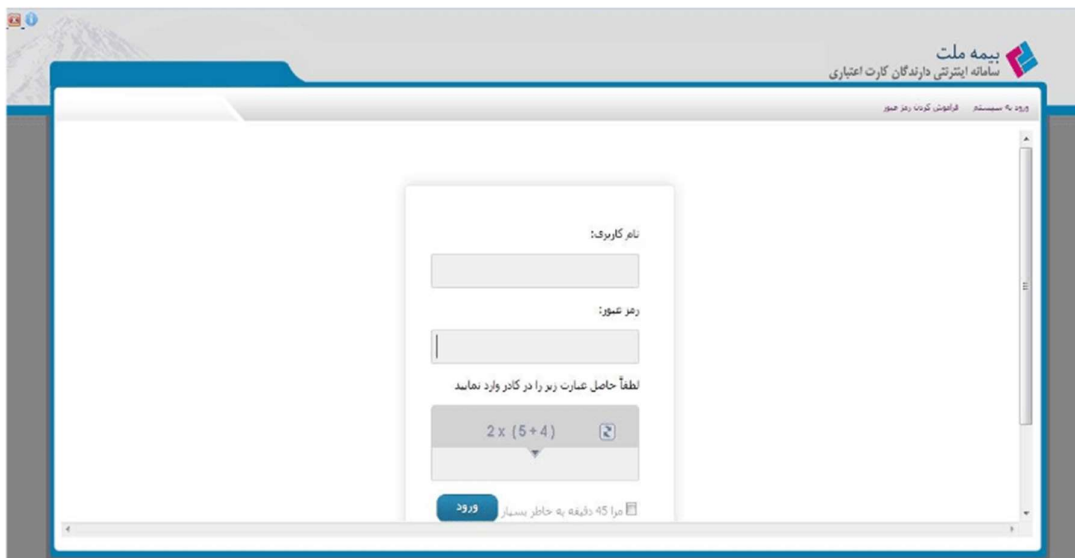 بیمه ملت
سامانه اینترنتی دارندگان کارت اعتباری
ورود به سیستم فراموش کردن رمز عبور
نام کاربری:
رمز عبور:
لطفاً حاصل عبارت زیر را در کادر وارد نمایید
2 x (5+4)
مرا 45 دقیقه به خاطر بسپار
ورود